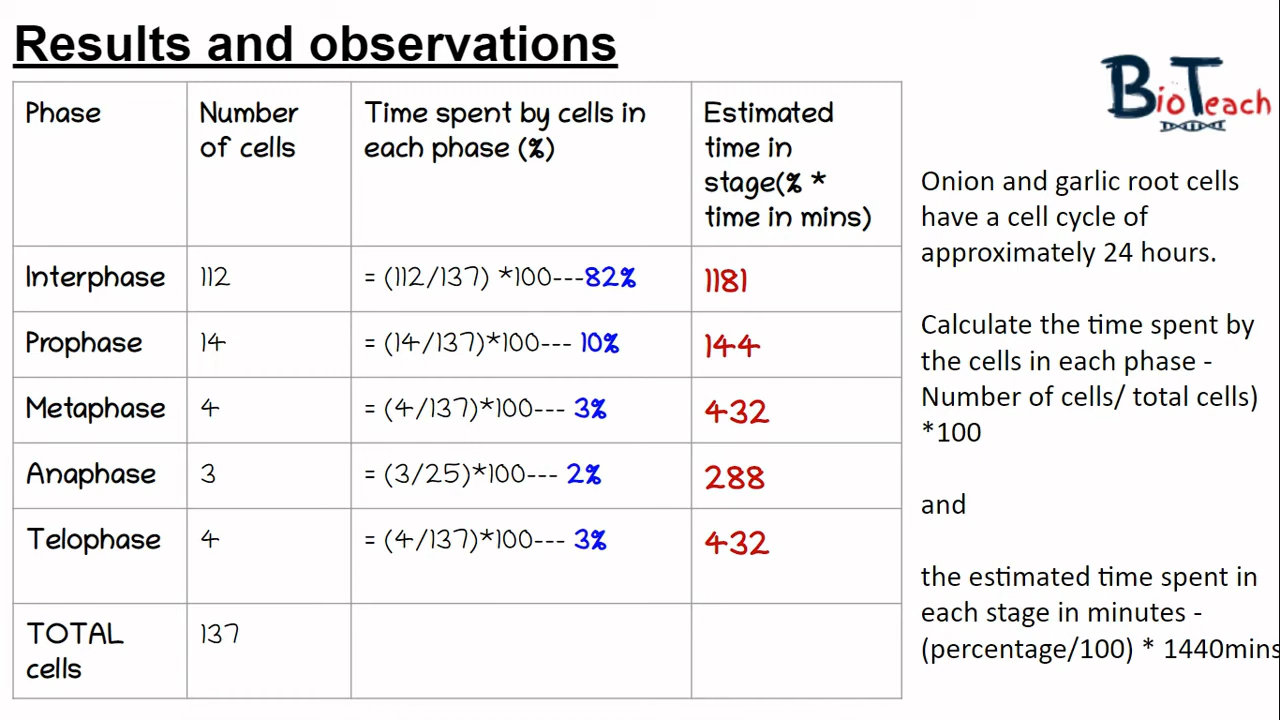 Results and observations
BioTeach
Phase
Number
of cells
Time spent by cells in
each phase (%)
Estimated
time in
stage(% *
time in mins)
Interphase
112
= (112/137) *100---82%
1181
Prophase
14
= (14/137)*100--- 10%
144
Metaphase
4
= (4/137)*100--- 3%
432
Anaphase
3
= (3/25)*100--- 2%
288
Telophase
4
= (4/137)*100--- 3%
432
TOTAL
cells
137
Onion and garlic root cells
have a cell cycle of
approximately 24 hours.
Calculate the time spent by
the cells in each phase -
Number of cells/ total cells)
*100
and
the estimated time spent in
each stage in minutes -
(percentage/100) * 1440mins